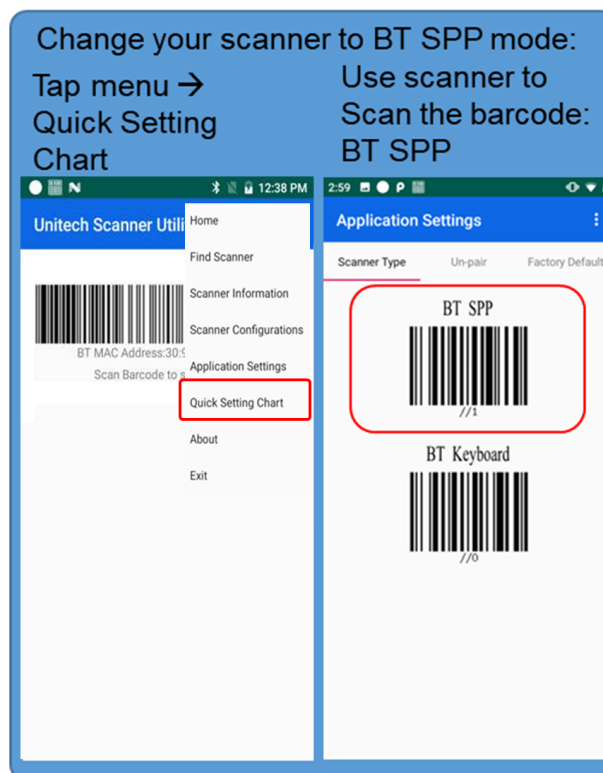 Change your scanner to BT SPP mode:
Tap menu →
Quick Setting
Chart
Use scanner to
Scan the barcode:
BT SPP
12:38 PM
Unitech Scanner Utili
BT MAC Address:30:9
Scan Barcode to s
Home
Find Scanner
Scanner Information
Scanner Configurations
Application Settings
Quick Setting Chart
About
Exit
2:59
Application Settings
Scanner Type Un-pair Factory Default
BT SPP
//1
BT Keyboard
//0